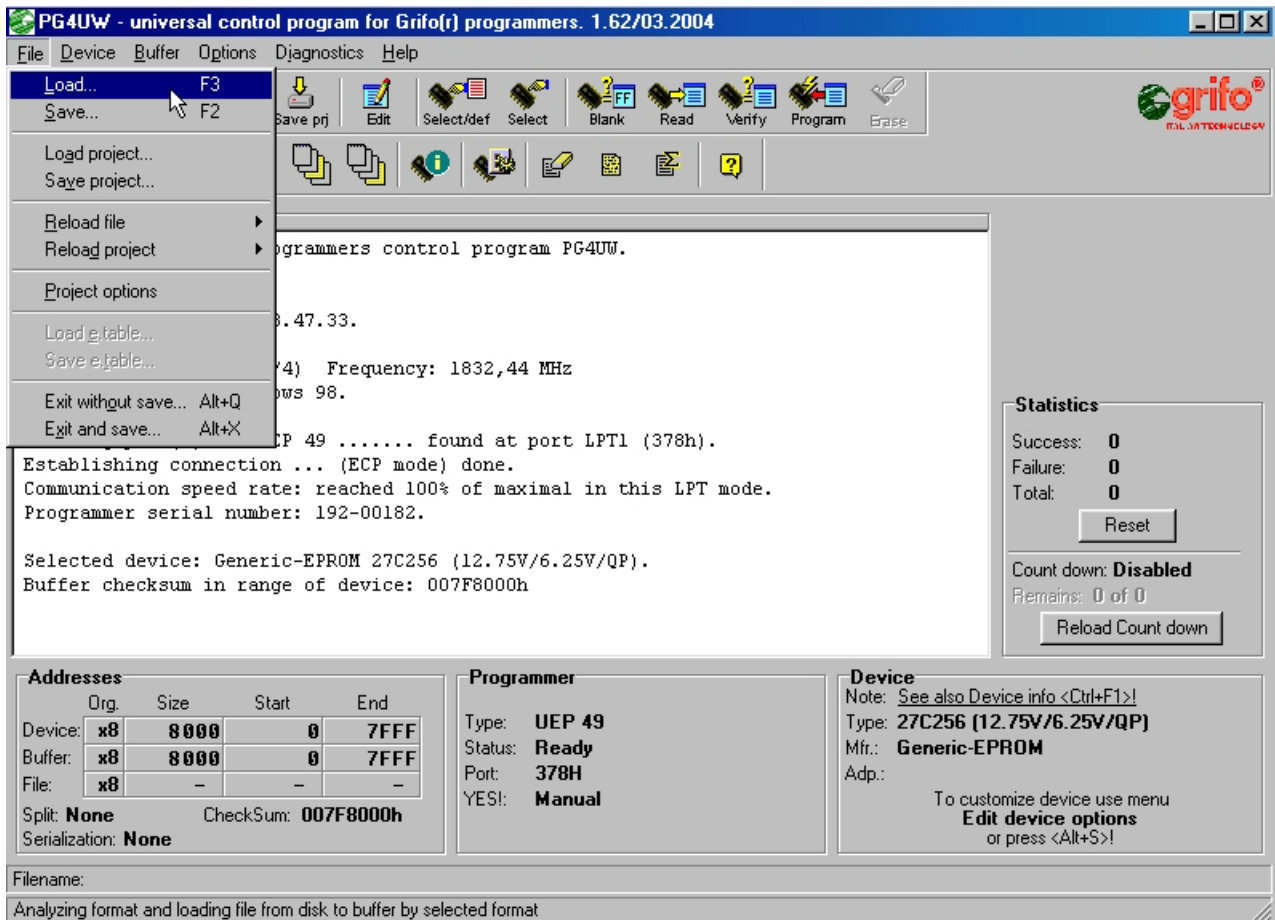 PG4UW - universal control program for Grifo(r) programmers. 1.62/03.2004
File Device Buffer Options Diagnostics Help
Load... F3
Save... F2
Load project...
Save project...
Reload file
Reload project
Project options
Load e.table...
Save e.table...
Exit without save... Alt+Q
Exit and save... Alt+X
Save prj Edit Select/def Select Blank Read Verify Program Erase
FF
grifo®
ITALIAN TECHNOLOGY
ogrammers control program PG4UW.
.47.33.
4) Frequency: 1832,44 MHz
ows 98.
P 49 ....... found at port LPT1 (378h).
Establishing connection ... (ECP mode) done.
Communication speed rate: reached 100% of maximal in this LPT mode.
Programmer serial number: 192-00182.
Selected device: Generic-EPROM 27C256 (12.75V/6.25V/QP).
Buffer checksum in range of device: 007F8000h
Statistics
Success: 0
Failure: 0
Total: 0
Reset
Count down: Disabled
Remains: 0 of 0
Reload Count down
Addresses
Org. Size Start End
Device: x8 8000 0 7FFF
Buffer: x8 8000 0 7FFF
File: x8 – – –
Split: None CheckSum: 007F8000h
Serialization: None
Programmer
Type: UEP 49
Status: Ready
Port: 378H
YES!: Manual
Device
Note: See also Device info <Ctrl+F1>!
Type: 27C256 (12.75V/6.25V/QP)
Mfr.: Generic-EPROM
Adp.:
To customize device use menu
Edit device options
or press <Alt+S>!
Filename:
Analyzing format and loading file from disk to buffer by selected format